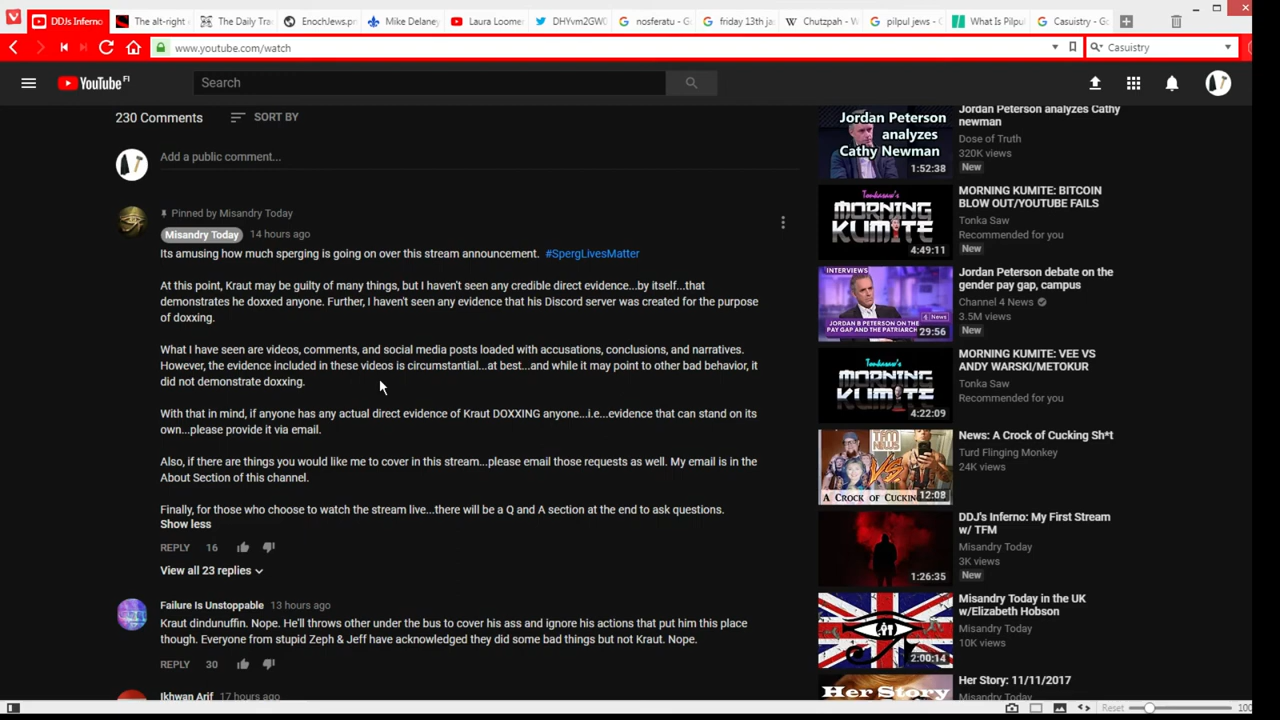 DDJs Inferno
The alt-right
The Daily Tra
EnochJews.pr
Mike Delaney
Laura Loome
DHYvm2GW0
nosferatu - G
friday 13th ja
Chutzpah - W
pilpul jews - G
What Is Pilpu
Casuistry - Go
www.youtube.com/watch
Casuistry
YouTube FI
Search
230 Comments
SORT BY
Add a public comment...
Pinned by Misandry Today
Misandry Today 14 hours ago
Its amusing how much sperging is going on over this stream announcement. #SpergLivesMatter
At this point, Kraut may be guilty of many things, but I haven't seen any credible direct evidence...by itself...that
demonstrates he doxxed anyone. Further, I haven't seen any evidence that his Discord server was created for the purpose
of doxxing.
What I have seen are videos, comments, and social media posts loaded with accusations, conclusions, and narratives.
However, the evidence included in these videos is circumstantial...at best...and while it may point to other bad behavior, it
did not demonstrate doxxing.
With that in mind, if anyone has any actual direct evidence of Kraut DOXXING anyone...i.e...evidence that can stand on its
own...please provide it via email.
Also, if there are things you would like me to cover in this stream...please email those requests as well. My email is in the
About Section of this channel.
Finally, for those who choose to watch the stream live...there will be a Q and A section at the end to ask questions.
Show less
REPLY 16
View all 23 replies
Failure Is Unstoppable 13 hours ago
Kraut dindunuffin. Nope. He'll throws other under the bus to cover his ass and ignore his actions that put him this place
though. Everyone from stupid Zeph & Jeff have acknowledged they did some bad things but not Kraut. Nope.
REPLY 30
Ikhwan Arif 17 hours ago
Jordan Peterson
analyzes
Cathy Newman
1:52:38
Jordan Peterson analyzes Cathy
newman
Dose of Truth
320K views
New
Tonkasaw's
MORNING
KUMITE
4:49:11
MORNING KUMITE: BITCOIN
BLOW OUT/YOUTUBE FAILS
Tonka Saw
Recommended for you
INTERVIEWS
4 News
JORDAN B PETERSON ON THE
PAY GAP AND THE PATRIARCH
29:56
Jordan Peterson debate on the
gender pay gap, campus
Channel 4 News
3.5M views
New
Tonkasaw's
MORNING
KUMITE
4:22:09
MORNING KUMITE: VEE VS
ANDY WARSKI/METOKUR
Tonka Saw
Recommended for you
NEWS
VS
A CROCK OF CUCKIN
12:08
News: A Crock of Cucking Sh*t
Turd Flinging Monkey
24K views
1:26:35
DDJ's Inferno: My First Stream
w/ TFM
Misandry Today
3K views
New
2:00:14
Misandry Today in the UK
w/Elizabeth Hobson
Misandry Today
10K views
Her Story
Her Story: 11/11/2017
Misandry Today
Reset
100